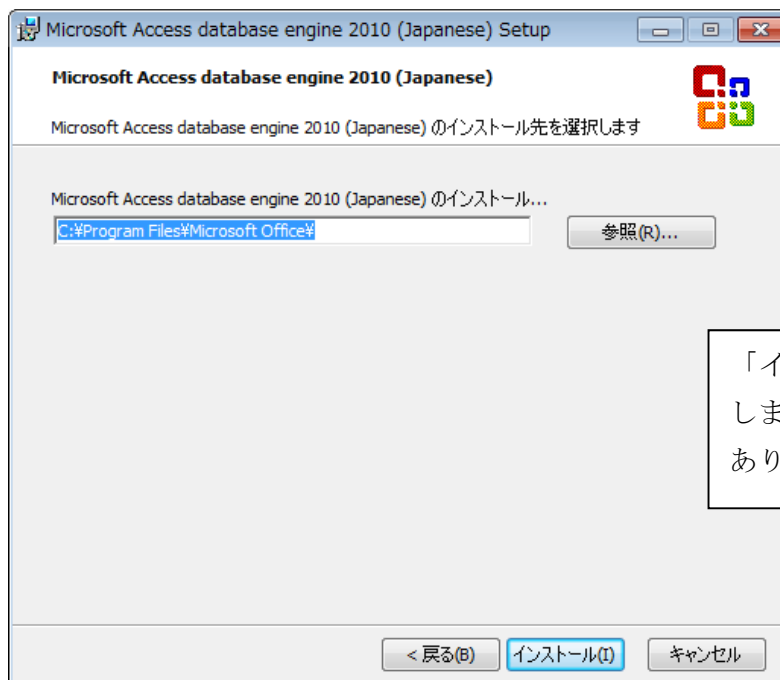 Microsoft Access database engine 2010 (Japanese) Setup
Microsoft Access database engine 2010 (Japanese)
Microsoft Access database engine 2010 (Japanese) のインストール先を選択します
Microsoft Access database engine 2010 (Japanese) のインストール...
C:¥Program Files¥Microsoft Office¥
参照(R)...
「イ
しま
あり
< 戻る(B)
インストール(I)
キャンセル